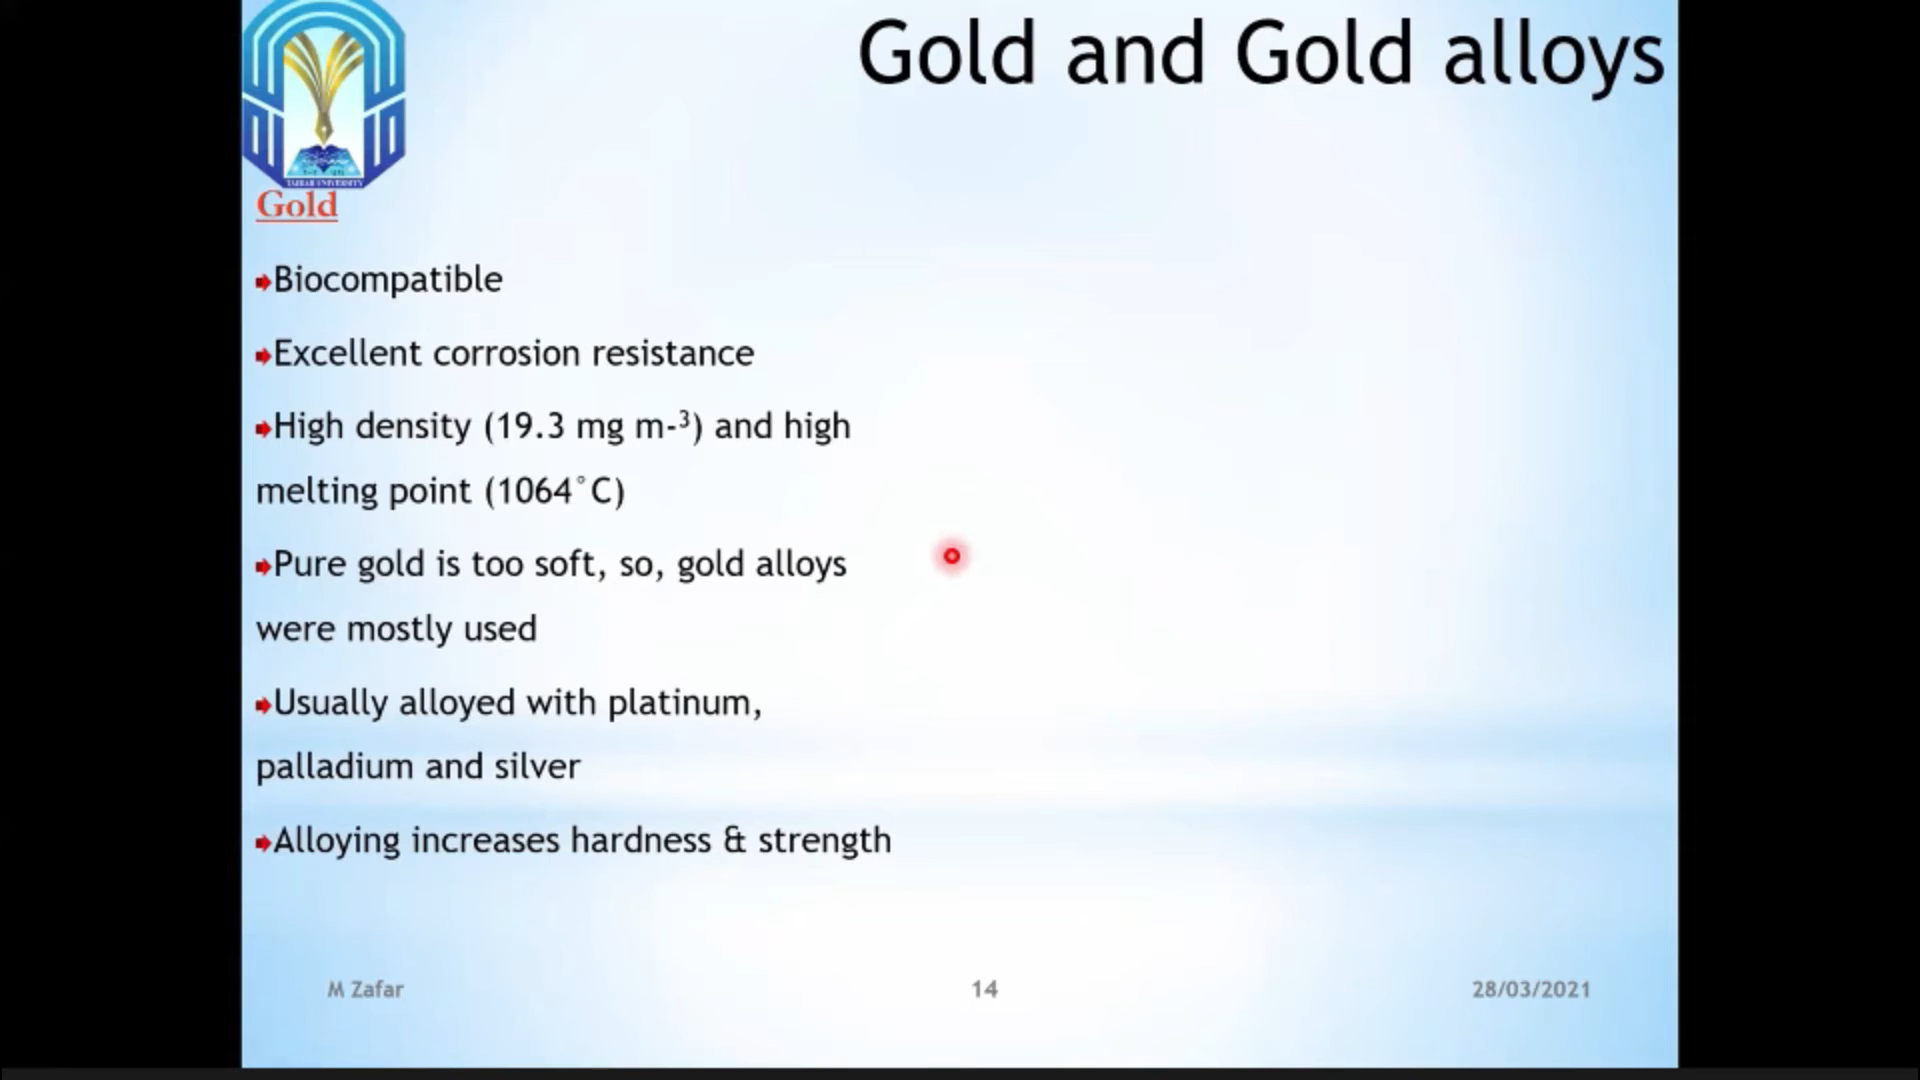 Gold and Gold alloys
TAIBAH UNIVERSITY
Gold
Biocompatible
Excellent corrosion resistance
High density (19.3 mg m-³) and high
melting point (1064°C)
Pure gold is too soft, so, gold alloys
were mostly used
Usually alloyed with platinum,
palladium and silver
Alloying increases hardness & strength
M Zafar
14
28/03/2021